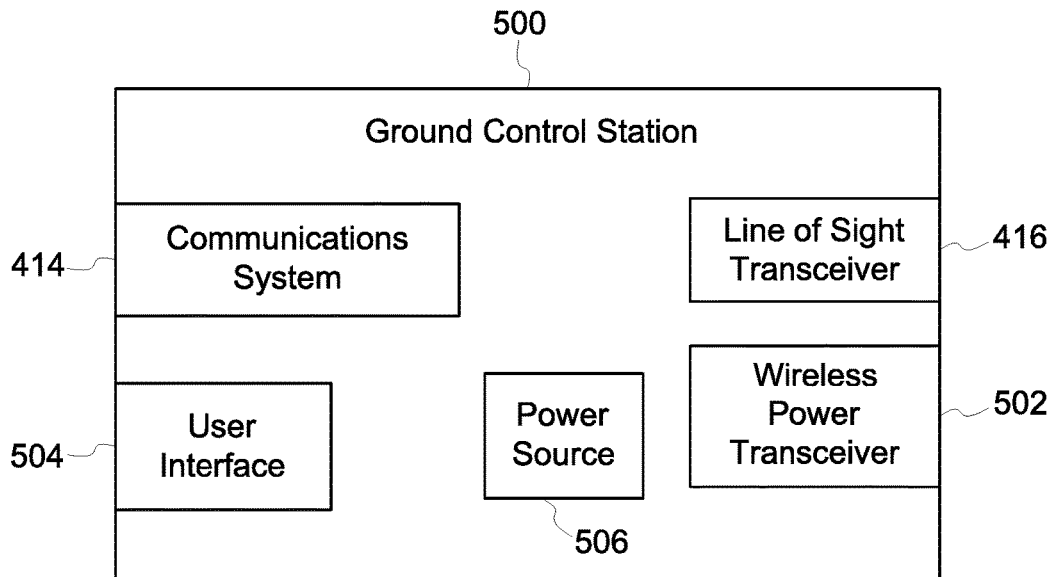 500
Ground Control Station
Communications
System
414
Line of Sight
Transceiver
416
User
Interface
504
Power
Source
506
Wireless
Power
Transceiver
502